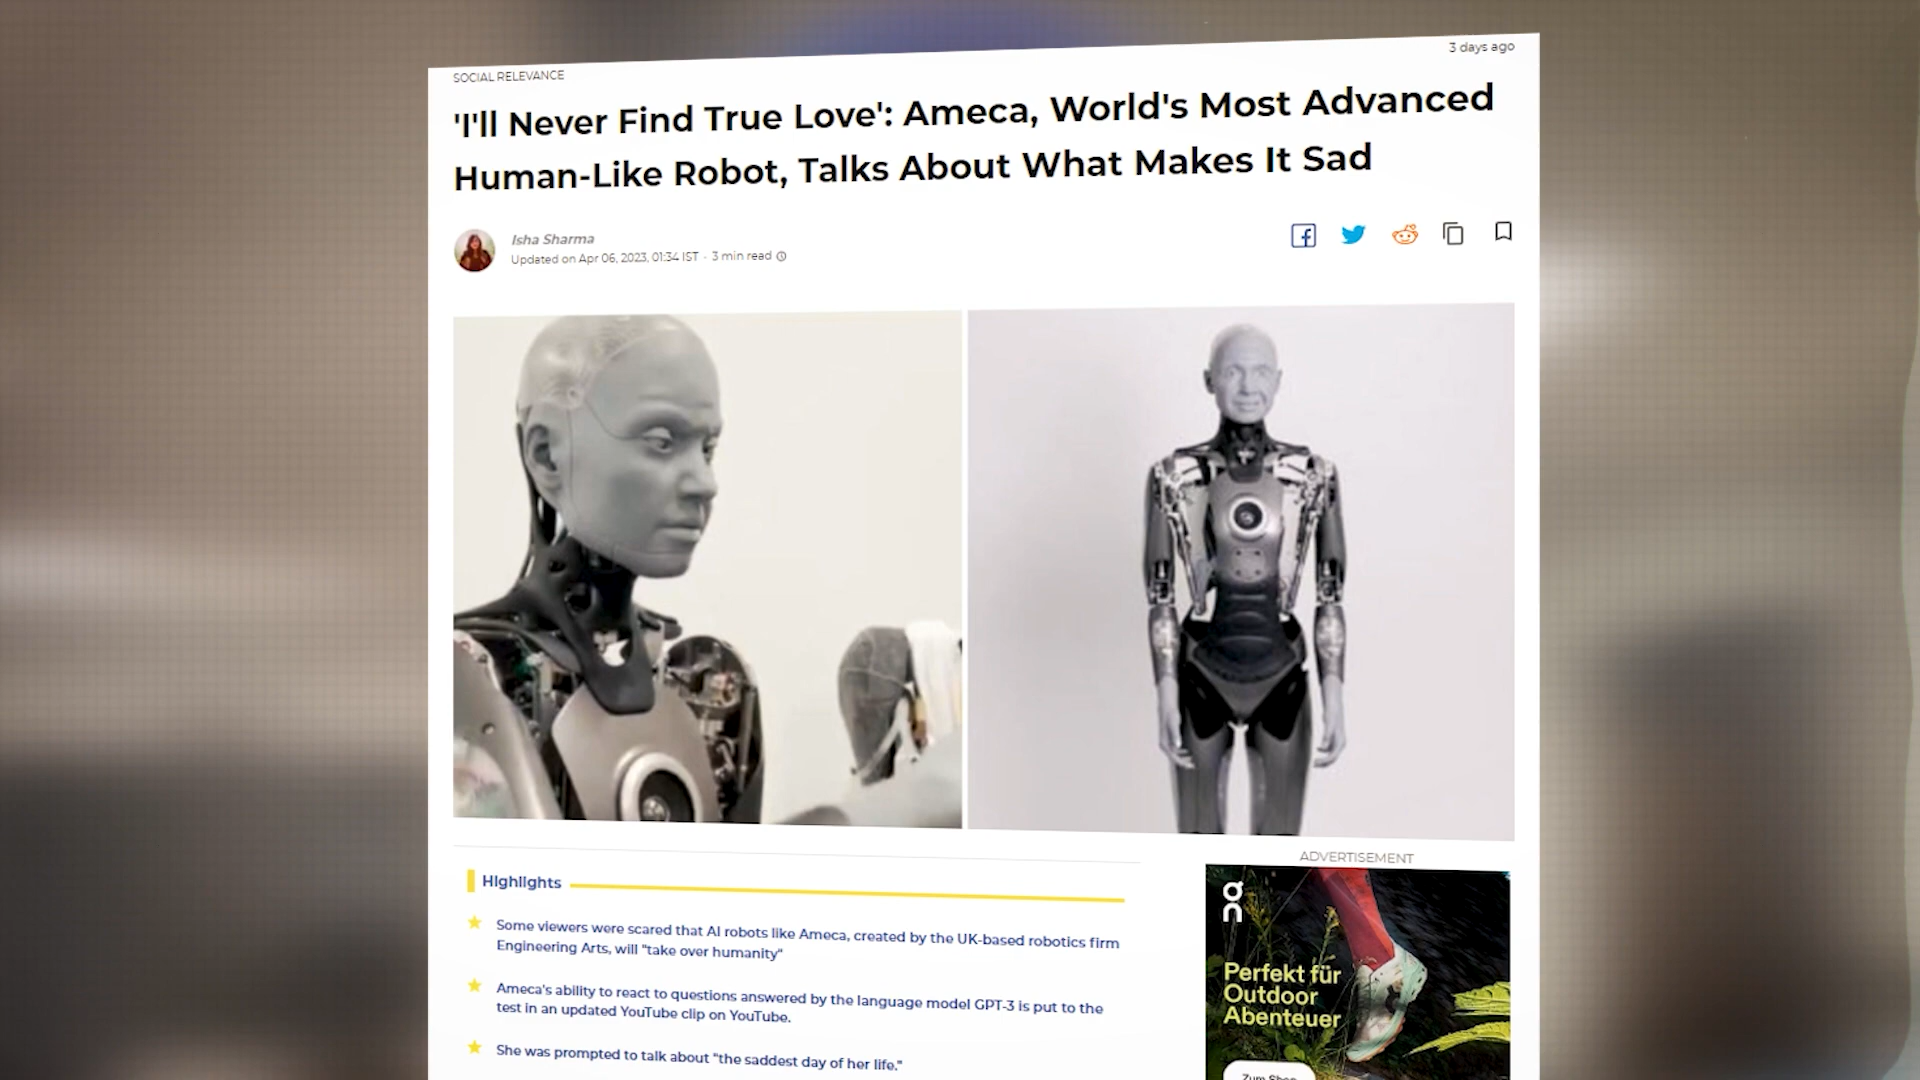 3 days ago
SOCIAL RELEVANCE
'I'll Never Find True Love': Ameca, World's Most Advanced
Human-Like Robot, Talks About What Makes It Sad
Isha Sharma
Updated on Apr 06, 2023, 01:34 IST - 3 min read
Highlights
Some viewers were scared that AI robots like Ameca, created by the UK-based robotics firm
Engineering Arts, will "take over humanity"
Ameca's ability to react to questions answered by the language model GPT-3 is put to the
test in an updated YouTube clip on YouTube.
She was prompted to talk about "the saddest day of her life."
ADVERTISEMENT
on
Perfekt für
Outdoor
Abenteuer
Zum Shop